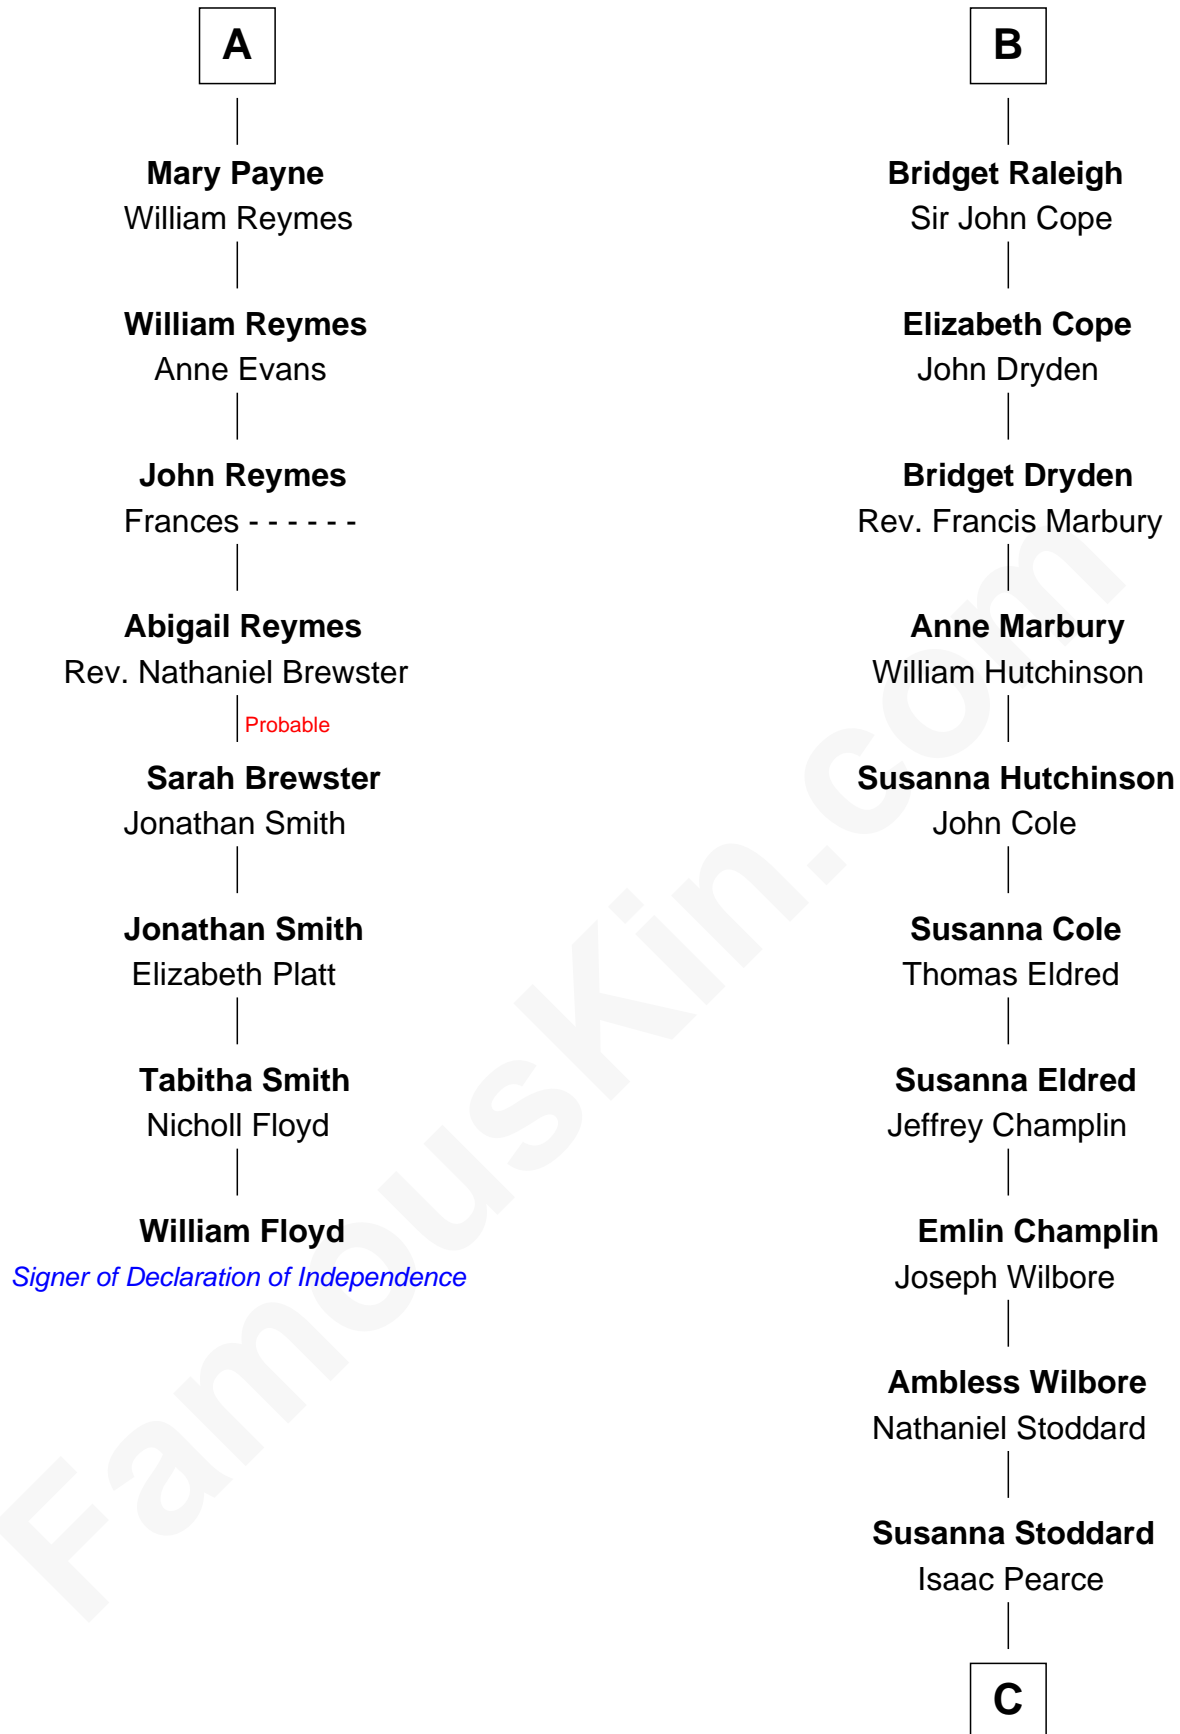 A
Mary Payne
William Reymes
William Reymes
Anne Evans
John Reymes
Frances - - - - - -
Abigail Reymes
Rev. Nathaniel Brewster
Probable
Sarah Brewster
Jonathan Smith
Jonathan Smith
Elizabeth Platt
Tabitha Smith
Nicholl Floyd
William Floyd
Signer of Declaration of Independence
B
Bridget Raleigh
Sir John Cope
Elizabeth Cope
John Dryden
Bridget Dryden
Rev. Francis Marbury
Anne Marbury
William Hutchinson
Susanna Hutchinson
John Cole
Susanna Cole
Thomas Eldred
Susanna Eldred
Jeffrey Champlin
Emlin Champlin
Joseph Wilbore
Ambless Wilbore
Nathaniel Stoddard
Susanna Stoddard
Isaac Pearce
C
FamousKin.com